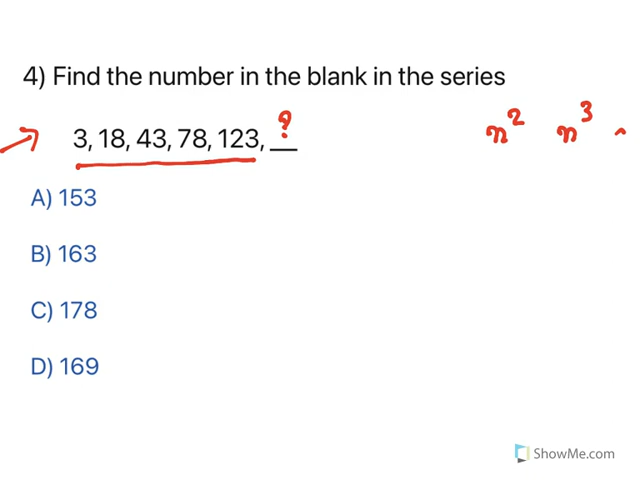 4) Find the number in the blank in the series
3, 18, 43, 78, 123, __ ?
n² n³
A) 153
B) 163
C) 178
D) 169
ShowMe.com